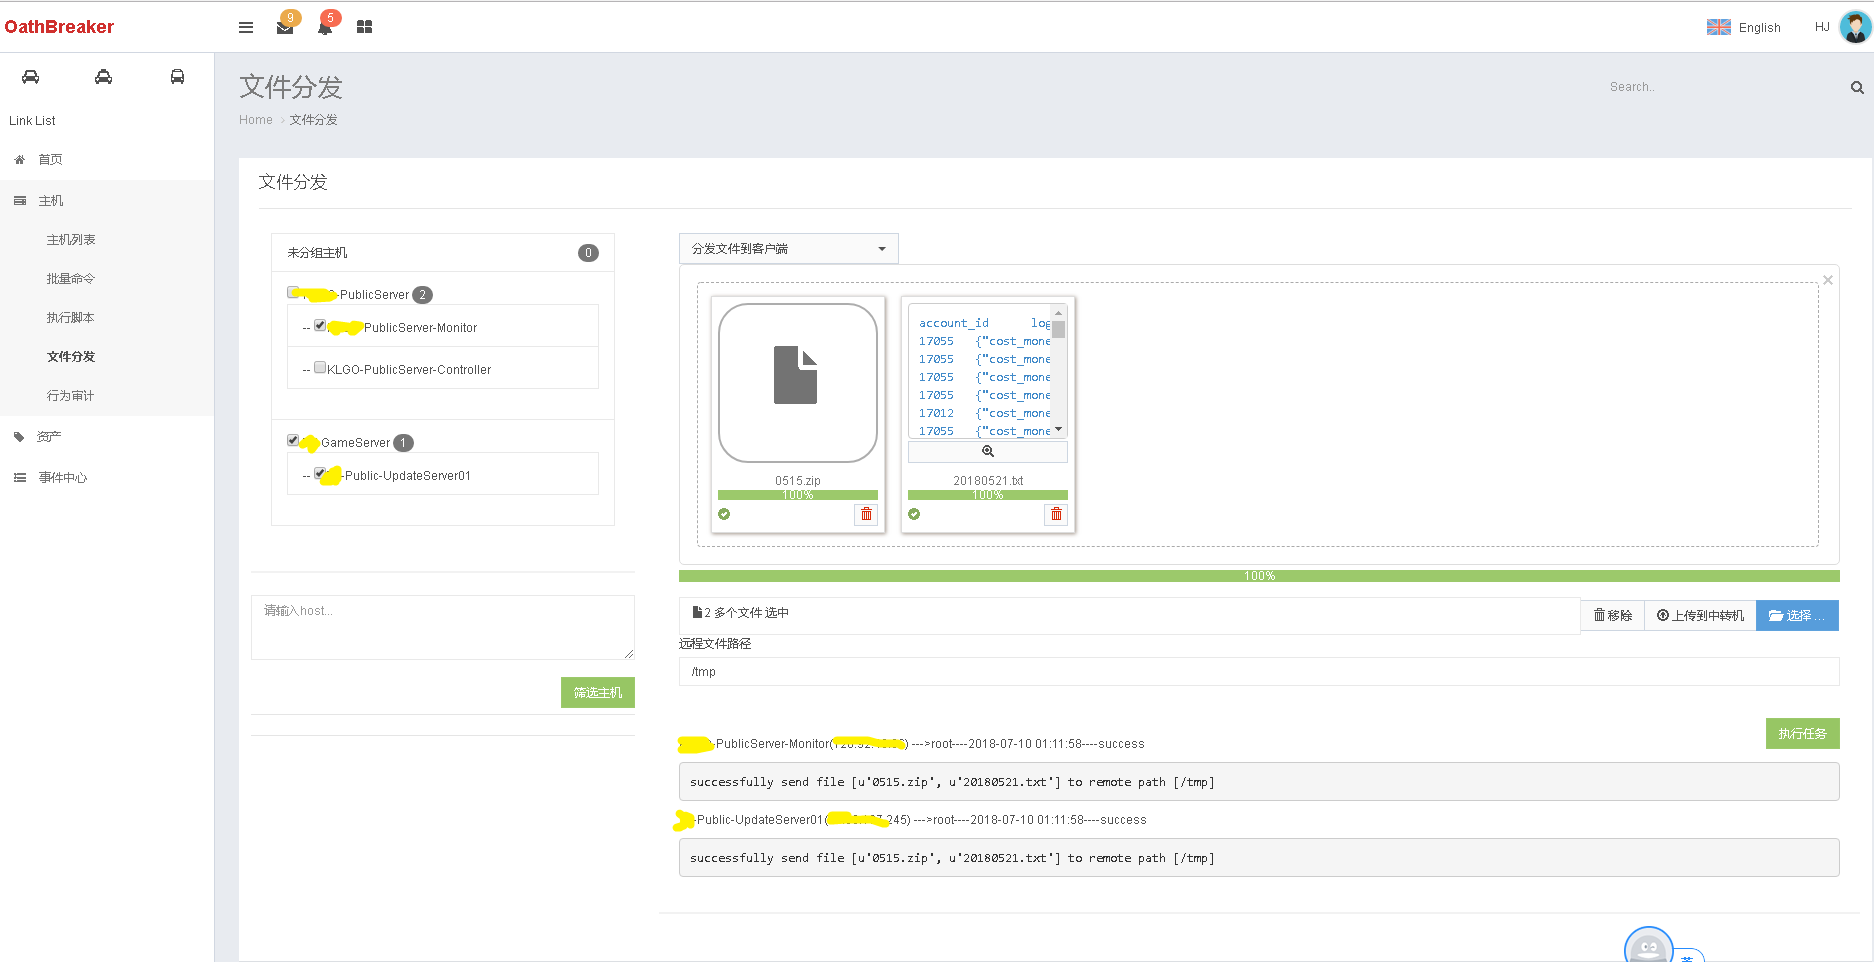 OathBreaker
9
5
English
HJ
文件分发
Search..
Home › 文件分发
Link List
首页
主机
主机列表
批量命令
执行脚本
文件分发
行为审计
资产
事件中心
文件分发
未分组主机 0
-PublicServer 2
-- PublicServer-Monitor
-- KLGO-PublicServer-Controller
GameServer 1
-- -Public-UpdateServer01
请输入host...
筛选主机
分发文件到客户端
×
account_id log
17055 {"cost_mone
17055 {"cost_mone
17055 {"cost_mone
17055 {"cost_mone
17012 {"cost_mone
17055 {"cost_mone
0515.zip
100%
20180521.txt
100%
100%
2 多个文件 选中
移除
上传到中转机
选择 ...
远程文件路径
/tmp
执行任务
-PublicServer-Monitor( ) --->root----2018-07-10 01:11:58----success
successfully send file [u'0515.zip', u'20180521.txt'] to remote path [/tmp]
-Public-UpdateServer01( 245) --->root----2018-07-10 01:11:58----success
successfully send file [u'0515.zip', u'20180521.txt'] to remote path [/tmp]